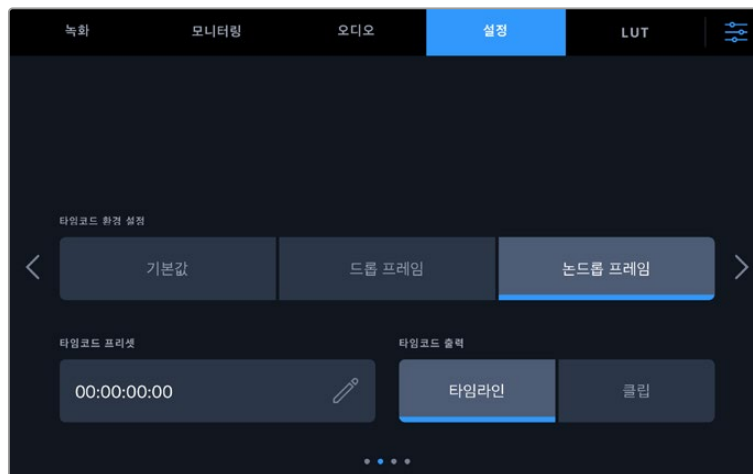 녹화 모니터링 오디오 설정 LUT
타임코드 환경 설정
기본값 드롭 프레임 논드롭 프레임
타임코드 프리셋 타임코드 출력
00:00:00:00 타임라인 클립